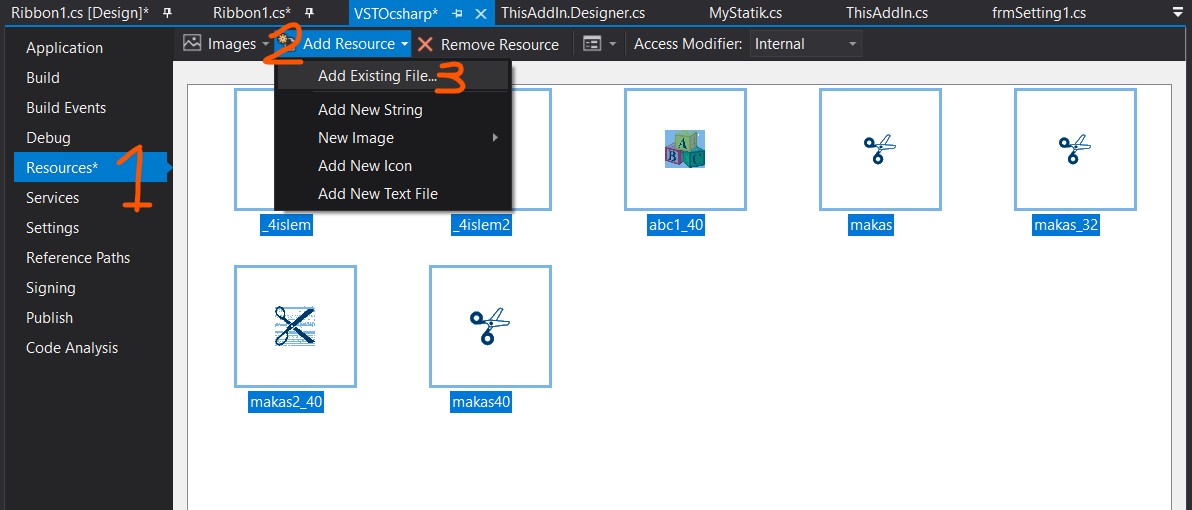 Ribbon1.cs [Design]* Ribbon1.cs* VSTOcsharp* ThisAddIn.Designer.cs MyStatik.cs ThisAddIn.cs frmSetting1.cs
Application
Build
Build Events
Debug
Resources* 1
Services
Settings
Reference Paths
Signing
Publish
Code Analysis
Images 2 Add Resource Remove Resource Access Modifier: Internal
Add Existing File... 3
Add New String
New Image
Add New Icon
Add New Text File
A
B C
_4islem _4islem2 abc1_40 makas makas_32
makas2_40 makas40